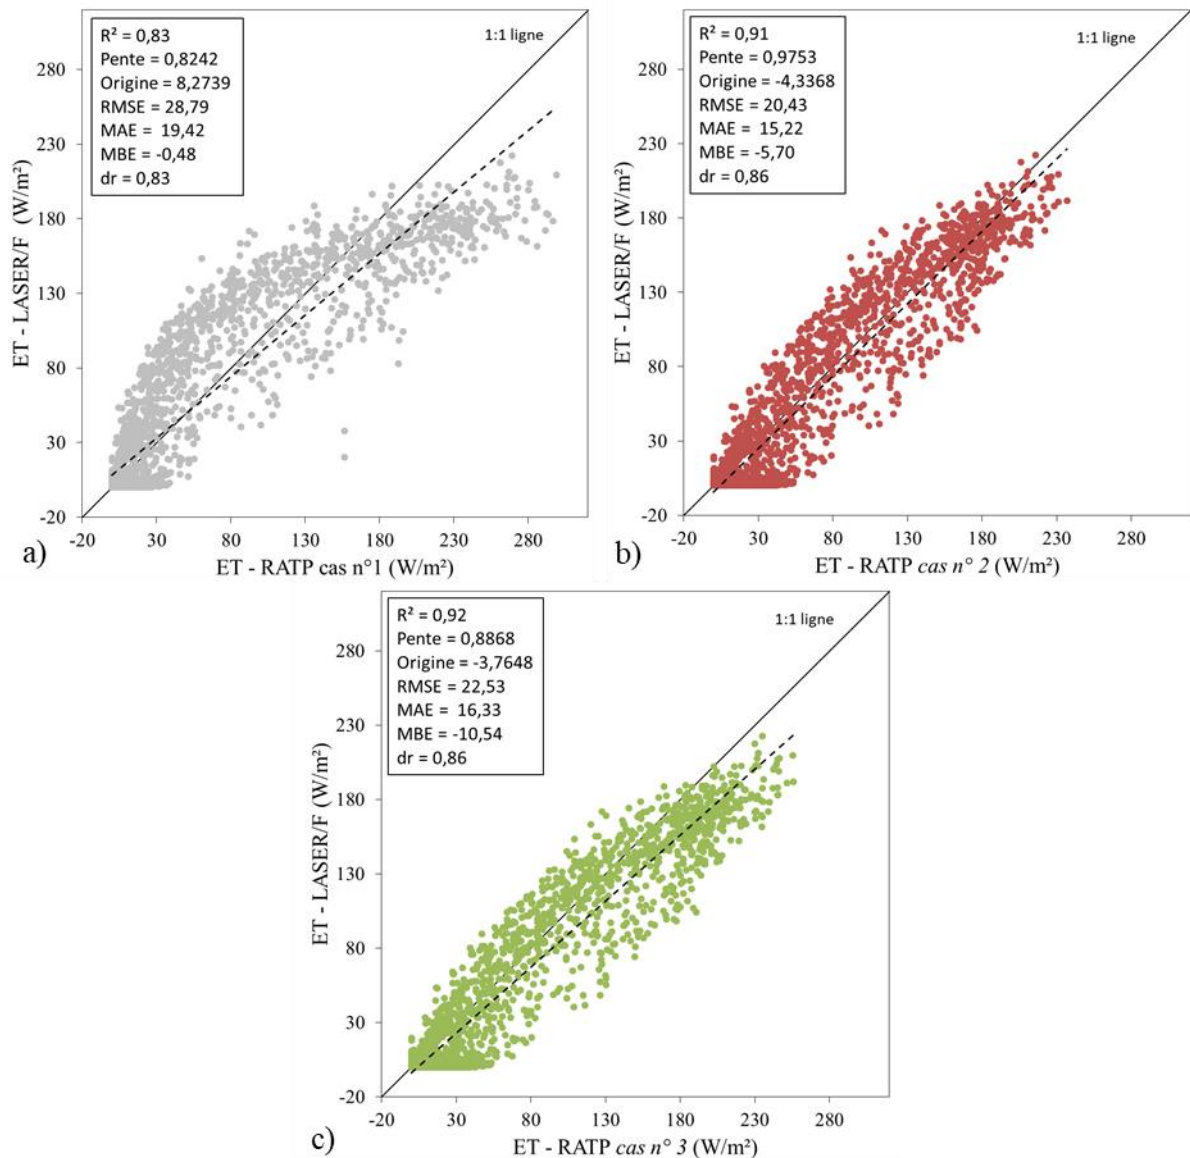 R² = 0,83
Pente = 0,8242
Origine = 8,2739
RMSE = 28,79
MAE = 19,42
MBE = -0,48
dr = 0,83
1:1 ligne
280
230
180
130
80
30
-20
ET - LASER/F (W/m²)
-20 30 80 130 180 230 280
a)
ET - RATP cas n°1 (W/m²)
R² = 0,91
Pente = 0,9753
Origine = -4,3368
RMSE = 20,43
MAE = 15,22
MBE = -5,70
dr = 0,86
1:1 ligne
280
230
180
130
80
30
-20
ET - LASER/F (W/m²)
-20 30 80 130 180 230 280
b)
ET - RATP cas n° 2 (W/m²)
R² = 0,92
Pente = 0,8868
Origine = -3,7648
RMSE = 22,53
MAE = 16,33
MBE = -10,54
dr = 0,86
1:1 ligne
280
230
180
130
80
30
-20
ET - LASER/F (W/m²)
-20 30 80 130 180 230 280
c)
ET - RATP cas n° 3 (W/m²)